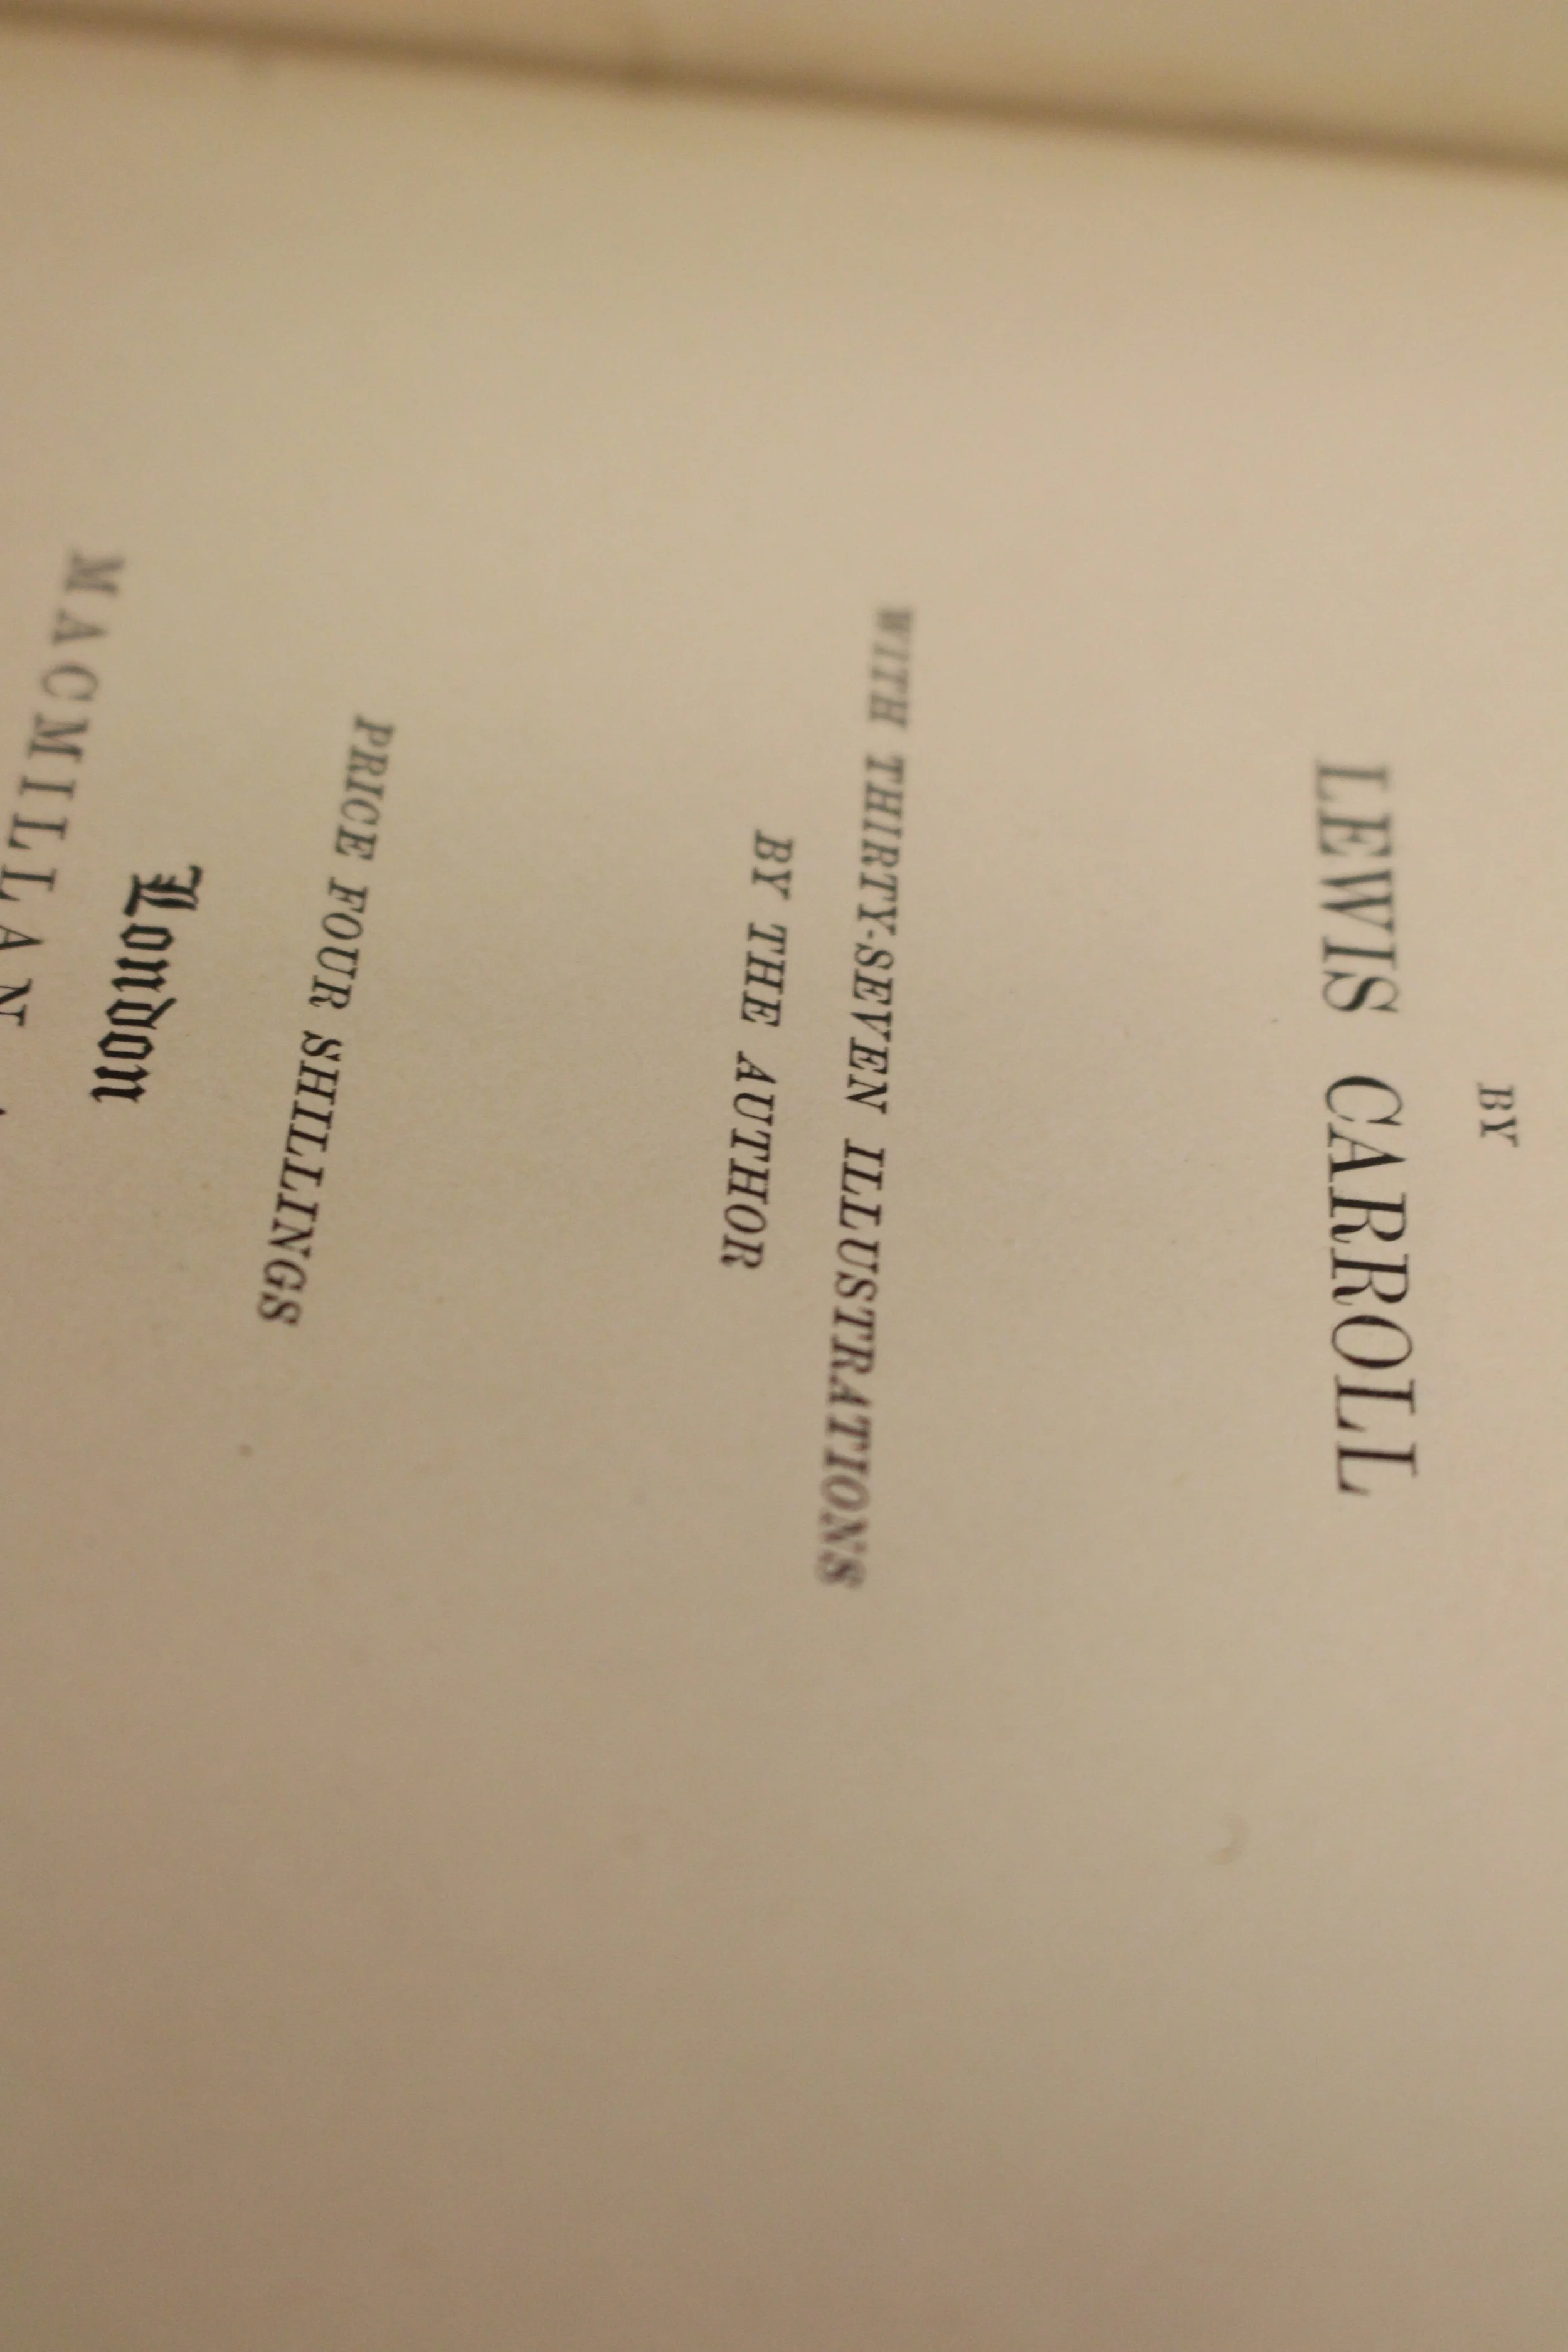 BY
LEWIS CARROLL
WITH THIRTY-SEVEN ILLUSTRATIONS
BY THE AUTHOR
PRICE FOUR SHILLINGS
London
MACMILLAN